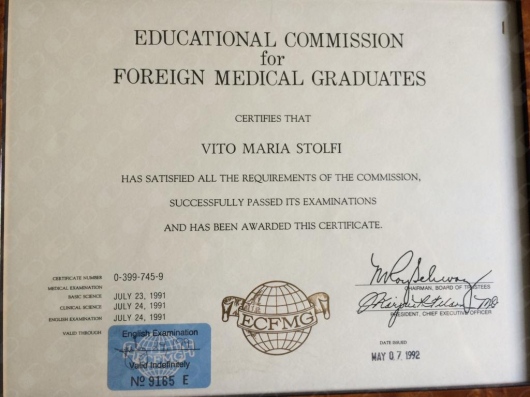 EDUCATIONAL COMMISSION
for
FOREIGN MEDICAL GRADUATES
CERTIFIES THAT
VITO MARIA STOLFI
HAS SATISFIED ALL THE REQUIREMENTS OF THE COMMISSION,
SUCCESSFULLY PASSED ITS EXAMINATIONS
AND HAS BEEN AWARDED THIS CERTIFICATE.
CERTIFICATE NUMBER 0-399-745-9
MEDICAL EXAMINATION
BASIC SCIENCE JULY 23, 1991
CLINICAL SCIENCE JULY 24, 1991
ENGLISH EXAMINATION JULY 24, 1991
VALID THROUGH
English Examination
ECFMG
Valid Indefinitely
No 9165 E
ECFMG
CHAIRMAN, BOARD OF TRUSTEES
PRESIDENT, CHIEF EXECUTIVE OFFICER
DATE ISSUED
MAY 07 1992